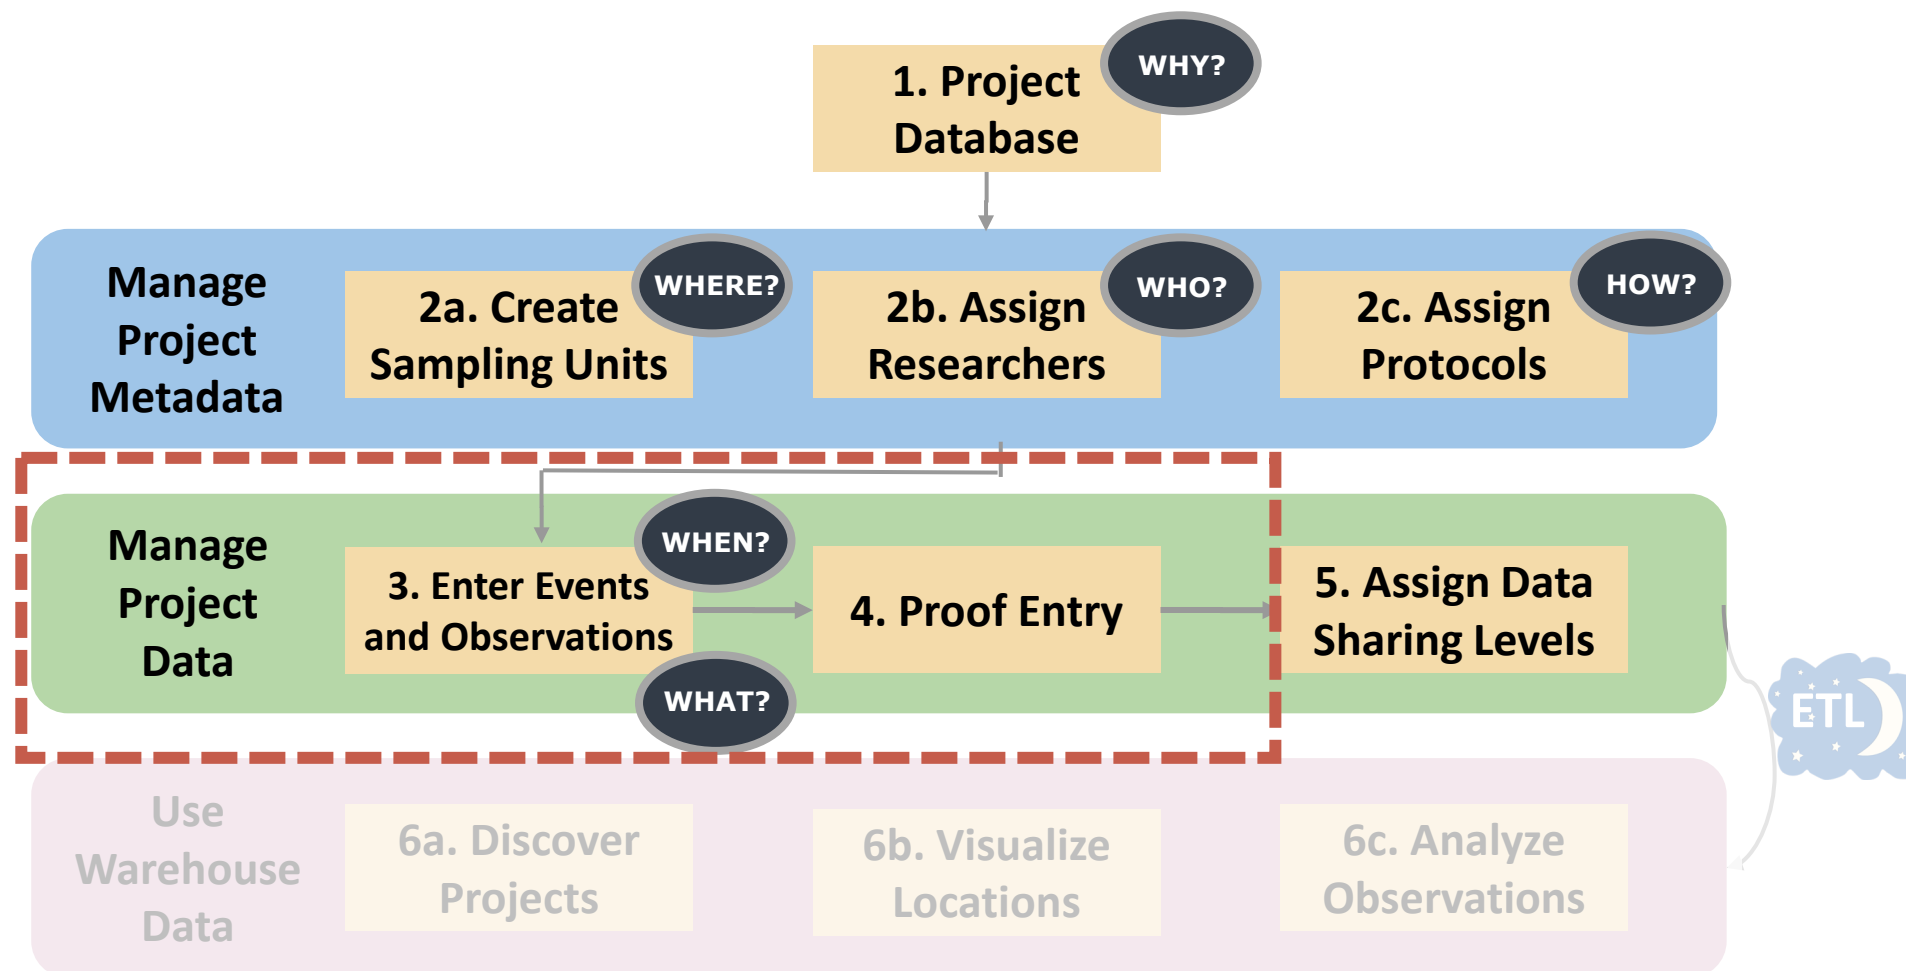 1. Project
Database
WHY?
Manage
Project
Metadata
2a. Create
Sampling Units
WHERE?
2b. Assign
Researchers
WHO?
2c. Assign
Protocols
HOW?
Manage
Project
Data
3. Enter Events
and Observations
WHEN?
WHAT?
4. Proof Entry
5. Assign Data
Sharing Levels
ETL
Use
Warehouse
Data
6a. Discover
Projects
6b. Visualize
Locations
6c. Analyze
Observations